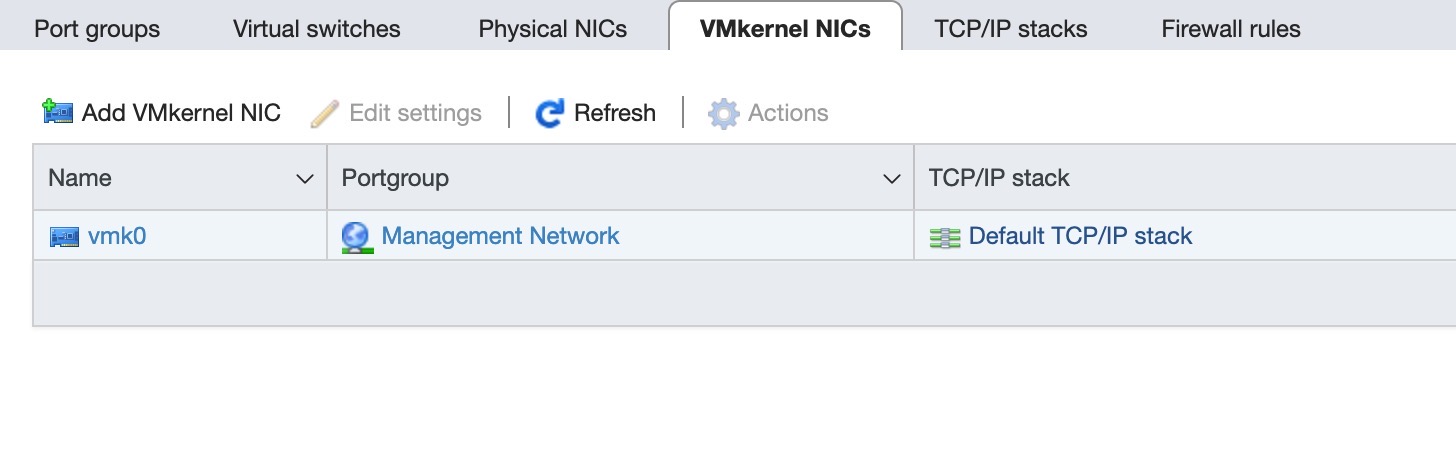 Port groups Virtual switches Physical NICs VMkernel NICs TCP/IP stacks Firewall rules
Add VMkernel NIC Edit settings Refresh Actions
Name Portgroup TCP/IP stack
vmk0 Management Network Default TCP/IP stack